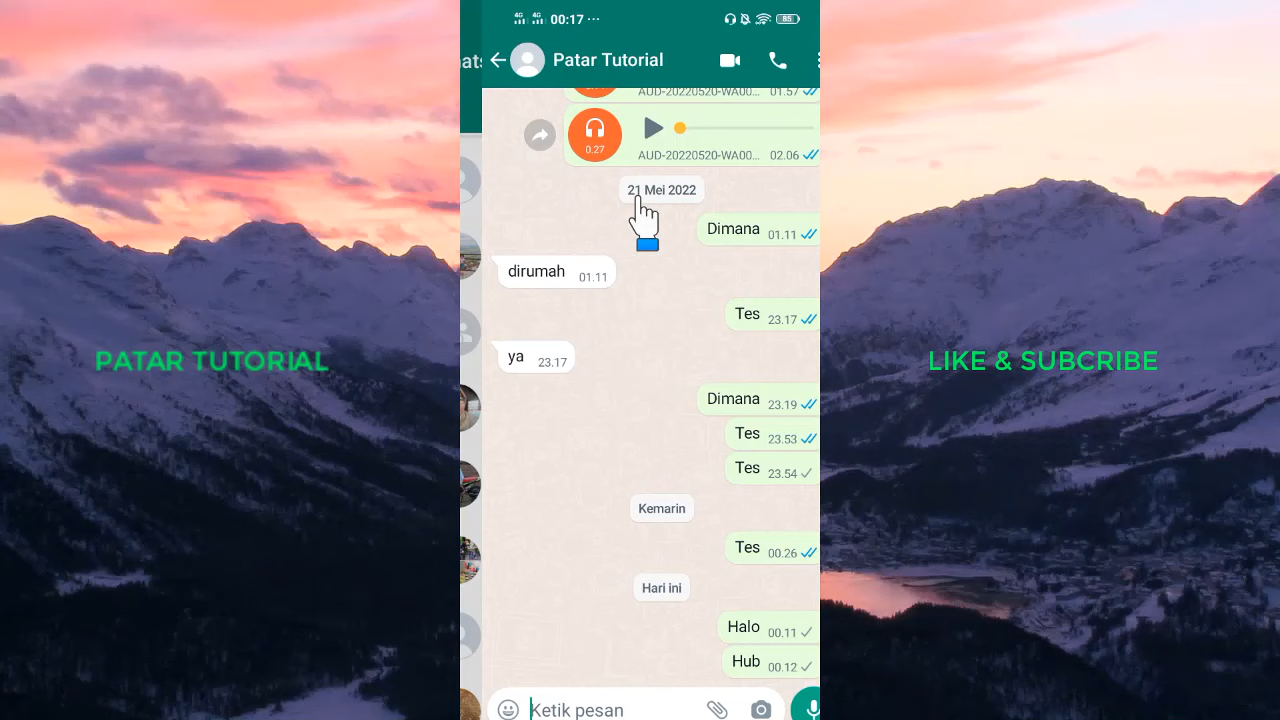 4G 4G 00:17 ··· 85
Patar Tutorial
AUD-20220520-WA00... 01.57
0.27
AUD-20220520-WA00... 02.06
21 Mei 2022
Dimana 01.11
dirumah 01.11
Tes 23.17
ya 23.17
PATAR TUTORIAL
LIKE & SUBCRIBE
Dimana 23.19
Tes 23.53
Tes 23.54
Kemarin
Tes 00.26
Hari ini
Halo 00.11
Hub 00.12
Ketik pesan